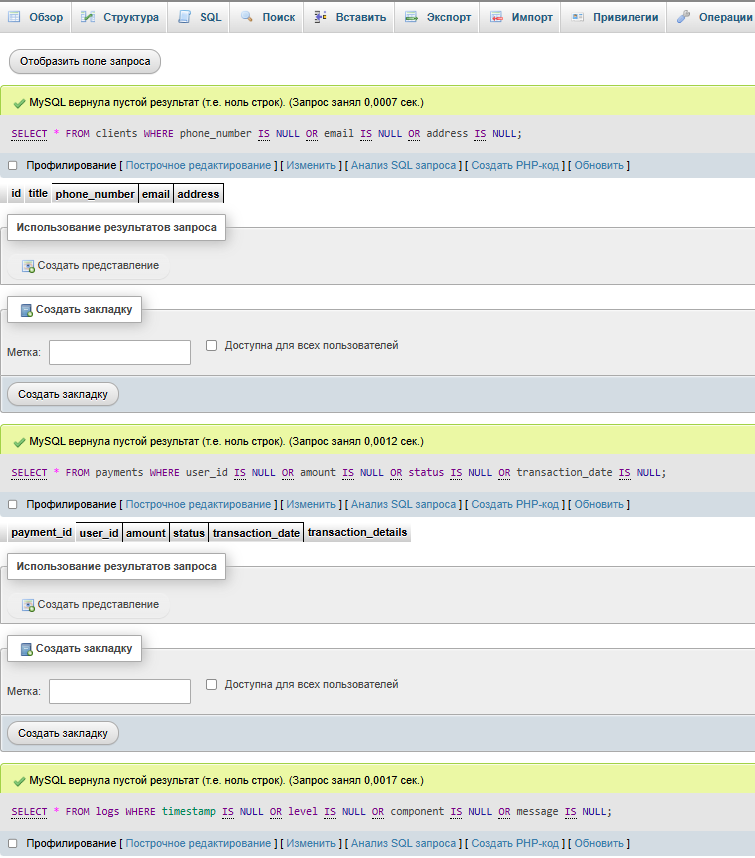 Обзор Структура SQL Поиск Вставить Экспорт Импорт Привилегии Операции
Отобразить поле запроса
MySQL вернула пустой результат (т.е. ноль строк). (Запрос занял 0,0007 сек.)
SELECT * FROM clients WHERE phone_number IS NULL OR email IS NULL OR address IS NULL;
Профилирование [ Построчное редактирование ] [ Изменить ] [ Анализ SQL запроса ] [ Создать PHP-код ] [ Обновить ]
id title phone_number email address
Использование результатов запроса
Создать представление
Создать закладку
Метка: Доступна для всех пользователей
Создать закладку
MySQL вернула пустой результат (т.е. ноль строк). (Запрос занял 0,0012 сек.)
SELECT * FROM payments WHERE user_id IS NULL OR amount IS NULL OR status IS NULL OR transaction_date IS NULL;
Профилирование [ Построчное редактирование ] [ Изменить ] [ Анализ SQL запроса ] [ Создать PHP-код ] [ Обновить ]
payment_id user_id amount status transaction_date transaction_details
Использование результатов запроса
Создать представление
Создать закладку
Метка: Доступна для всех пользователей
Создать закладку
MySQL вернула пустой результат (т.е. ноль строк). (Запрос занял 0,0017 сек.)
SELECT * FROM logs WHERE timestamp IS NULL OR level IS NULL OR component IS NULL OR message IS NULL;
Профилирование [ Построчное редактирование ] [ Изменить ] [ Анализ SQL запроса ] [ Создать PHP-код ] [ Обновить ]